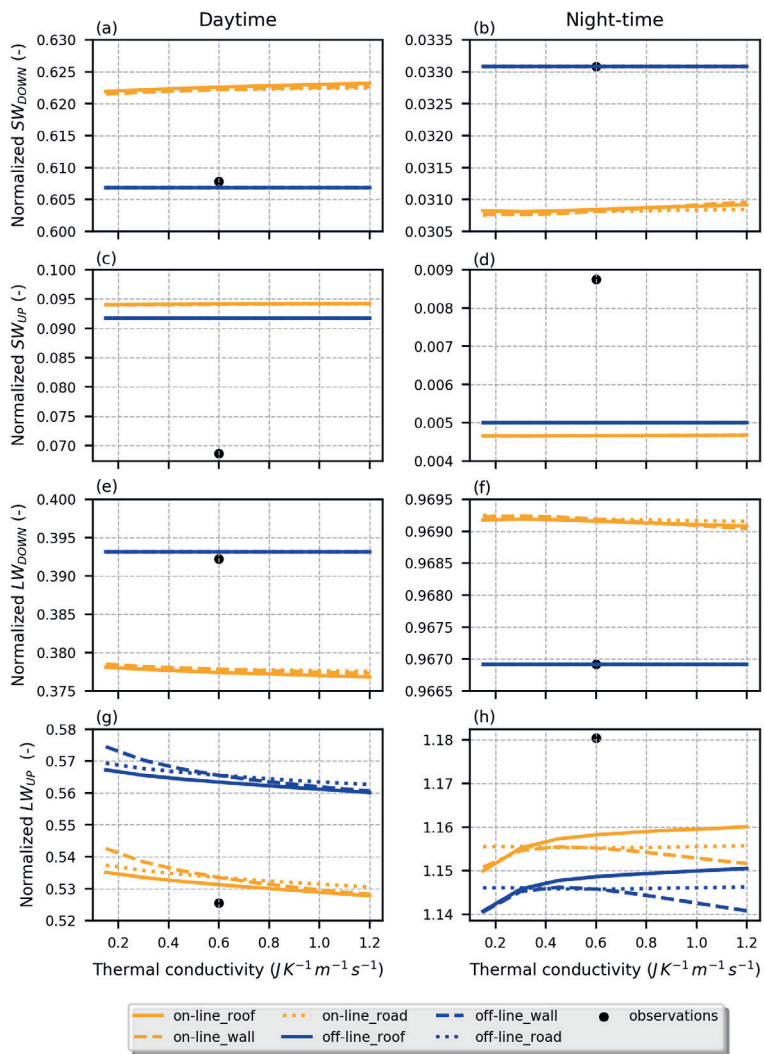 Daytime
Night-time
(a)
(b)
Normalized SW_DOWN (-)
0.630
0.625
0.620
0.615
0.610
0.605
0.600
0.0335
0.0330
0.0325
0.0320
0.0315
0.0310
0.0305
(c)
(d)
Normalized SW_UP (-)
0.100
0.095
0.090
0.085
0.080
0.075
0.070
0.009
0.008
0.007
0.006
0.005
0.004
(e)
(f)
Normalized LW_DOWN (-)
0.400
0.395
0.390
0.385
0.380
0.375
0.9695
0.9690
0.9685
0.9680
0.9675
0.9670
0.9665
(g)
(h)
Normalized LW_UP (-)
0.58
0.57
0.56
0.55
0.54
0.53
0.52
1.18
1.17
1.16
1.15
1.14
0.2 0.4 0.6 0.8 1.0 1.2
0.2 0.4 0.6 0.8 1.0 1.2
Thermal conductivity (J K⁻¹ m⁻¹ s⁻¹)
Thermal conductivity (J K⁻¹ m⁻¹ s⁻¹)
on-line_roof on-line_road off-line_wall observations
on-line_wall off-line_roof off-line_road